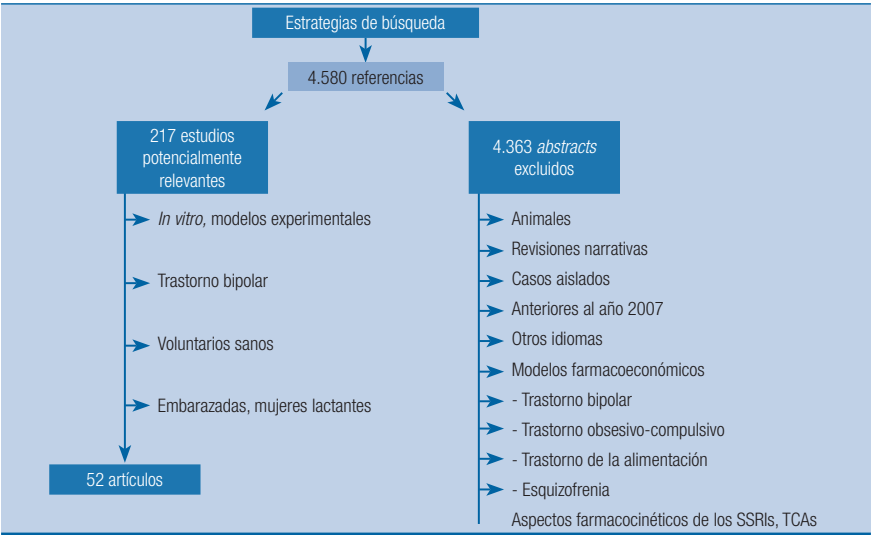 Estrategias de búsqueda
4.580 referencias
217 estudios
potencialmente
relevantes
In vitro, modelos experimentales
Trastorno bipolar
Voluntarios sanos
Embarazadas, mujeres lactantes
52 artículos
4.363 abstracts
excluidos
Animales
Revisiones narrativas
Casos aislados
Anteriores al año 2007
Otros idiomas
Modelos farmacoeconómicos
- Trastorno bipolar
- Trastorno obsesivo-compulsivo
- Trastorno de la alimentación
- Esquizofrenia
Aspectos farmacocinéticos de los SSRIs, TCAs